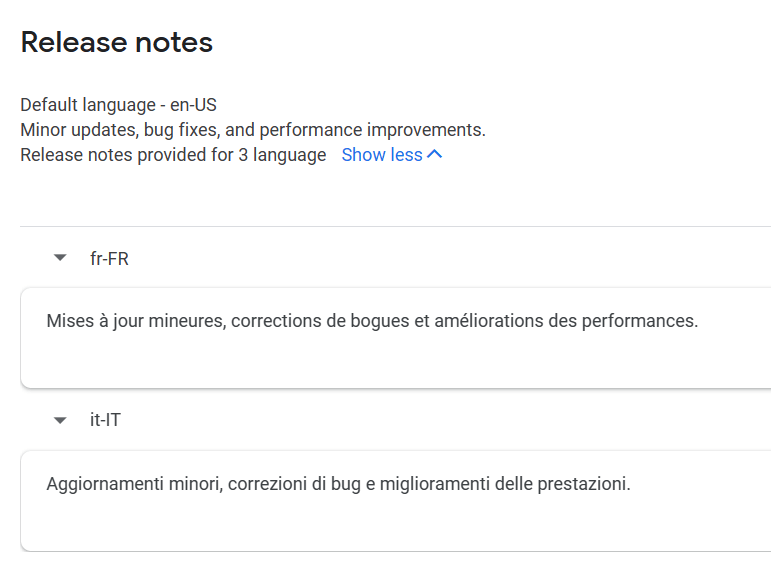 Release notes
Default language - en-US
Minor updates, bug fixes, and performance improvements.
Release notes provided for 3 language Show less
fr-FR
Mises à jour mineures, corrections de bogues et améliorations des performances.
it-IT
Aggiornamenti minori, correzioni di bug e miglioramenti delle prestazioni.